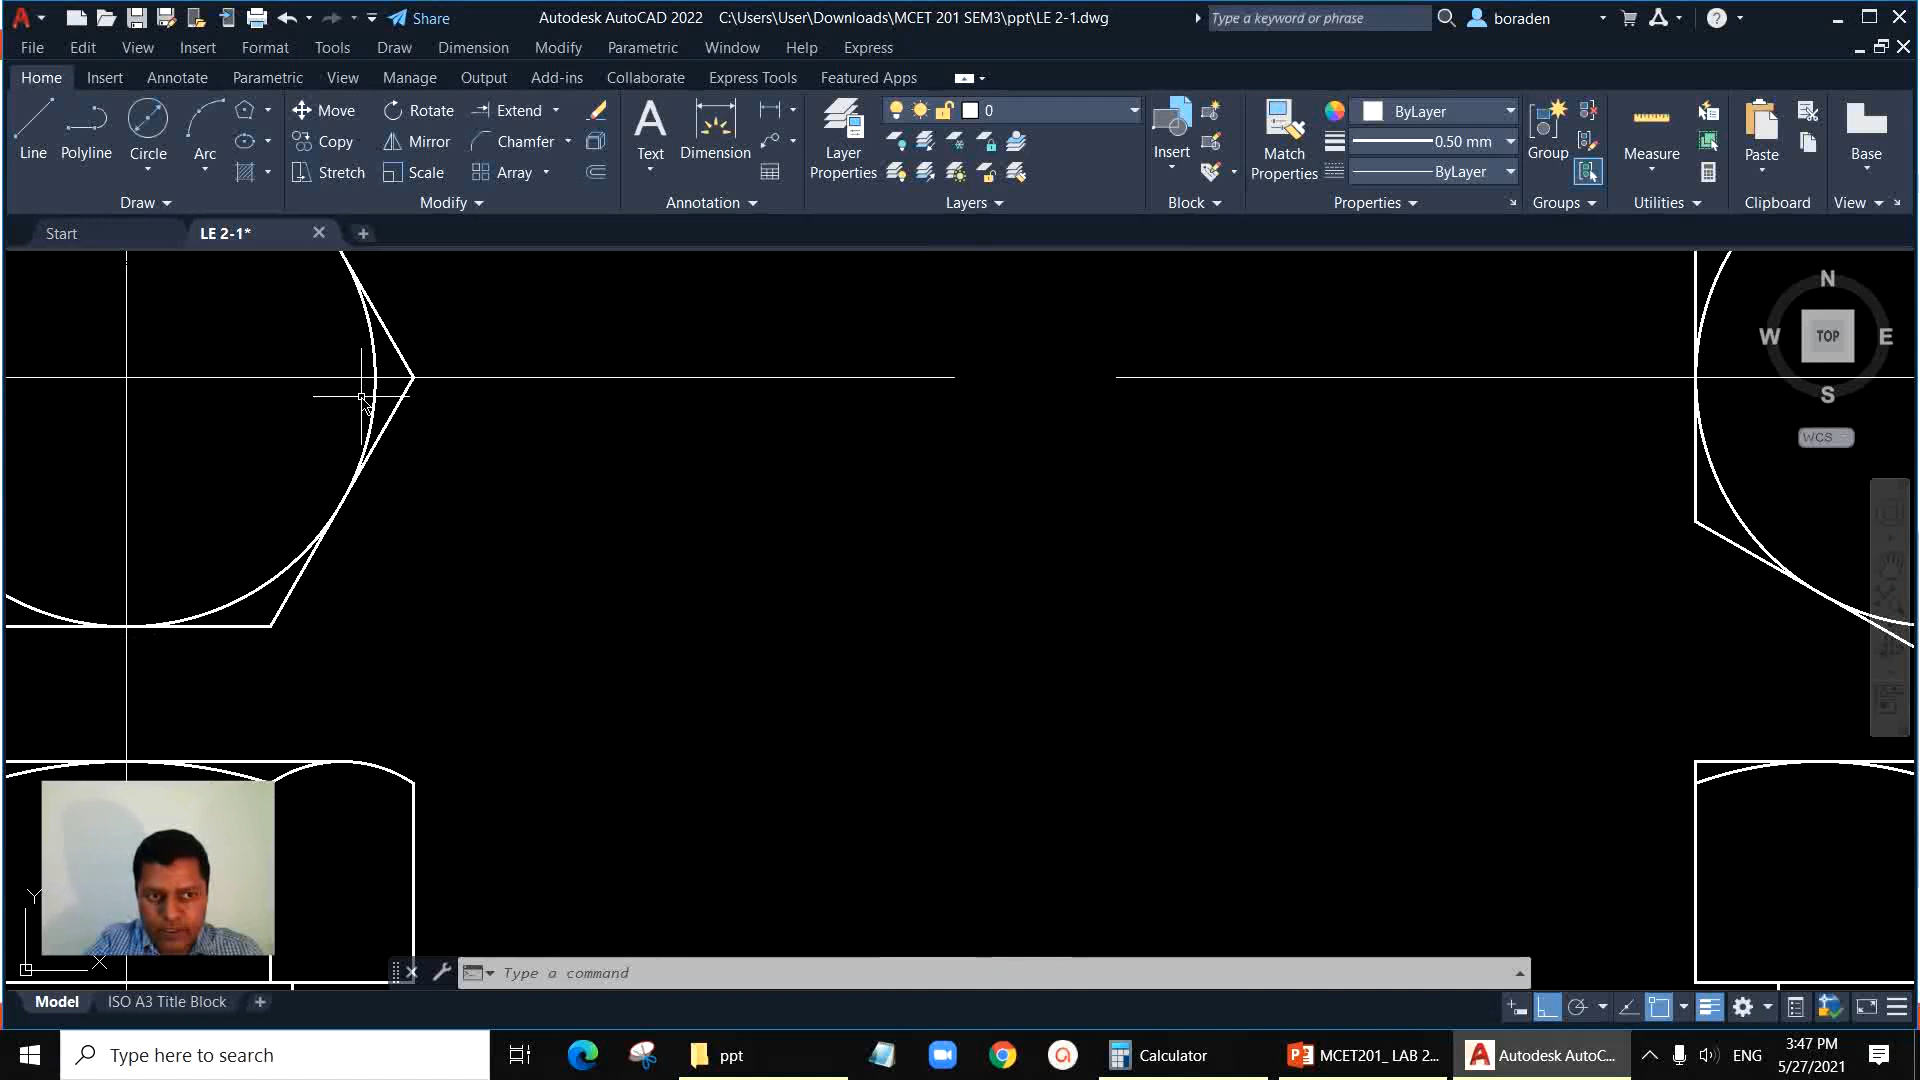 Share
Autodesk AutoCAD 2022 C:\Users\User\Downloads\MCET 201 SEM3\ppt\LE 2-1.dwg
Type a keyword or phrase
boraden
File Edit View Insert Format Tools Draw Dimension Modify Parametric Window Help Express
Home Insert Annotate Parametric View Manage Output Add-ins Collaborate Express Tools Featured Apps
Line Polyline Circle Arc
Move Rotate Extend
Copy Mirror Chamfer
Stretch Scale Array
Text Dimension
Layer Properties
0
Insert
Match Properties
ByLayer
0.50 mm
ByLayer
Group
Measure
Paste
Base
Draw Modify Annotation Layers Block Properties Groups Utilities Clipboard View
Start LE 2-1*
N
W TOP E
S
WCS
Y
X
Type a command
Model ISO A3 Title Block
Type here to search
ppt
Calculator
MCET201_ LAB 2...
Autodesk AutoC...
ENG
3:47 PM
5/27/2021